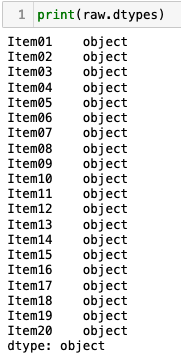 1 print(raw.dtypes)
Item01    object
Item02    object
Item03    object
Item04    object
Item05    object
Item06    object
Item07    object
Item08    object
Item09    object
Item10    object
Item11    object
Item12    object
Item13    object
Item14    object
Item15    object
Item16    object
Item17    object
Item18    object
Item19    object
Item20    object
dtype: object